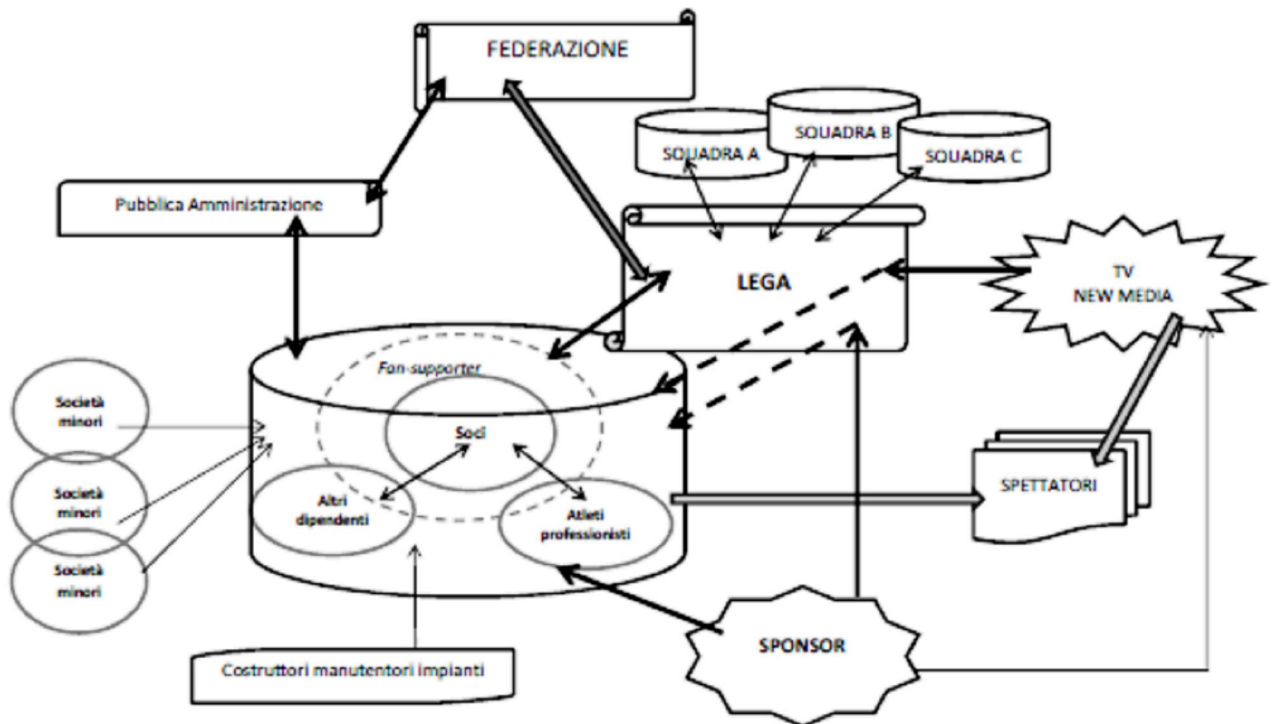 FEDERAZIONE
SQUADRA A
SQUADRA B
SQUADRA C
Pubblica Amministrazione
LEGA
TV
NEW MEDIA
Fan-supporter
Società
minori
Soci
Società
minori
Altri
dipendenti
Atleti
professionisti
SPETTATORI
Società
minori
Costruttori manutentori impianti
SPONSOR